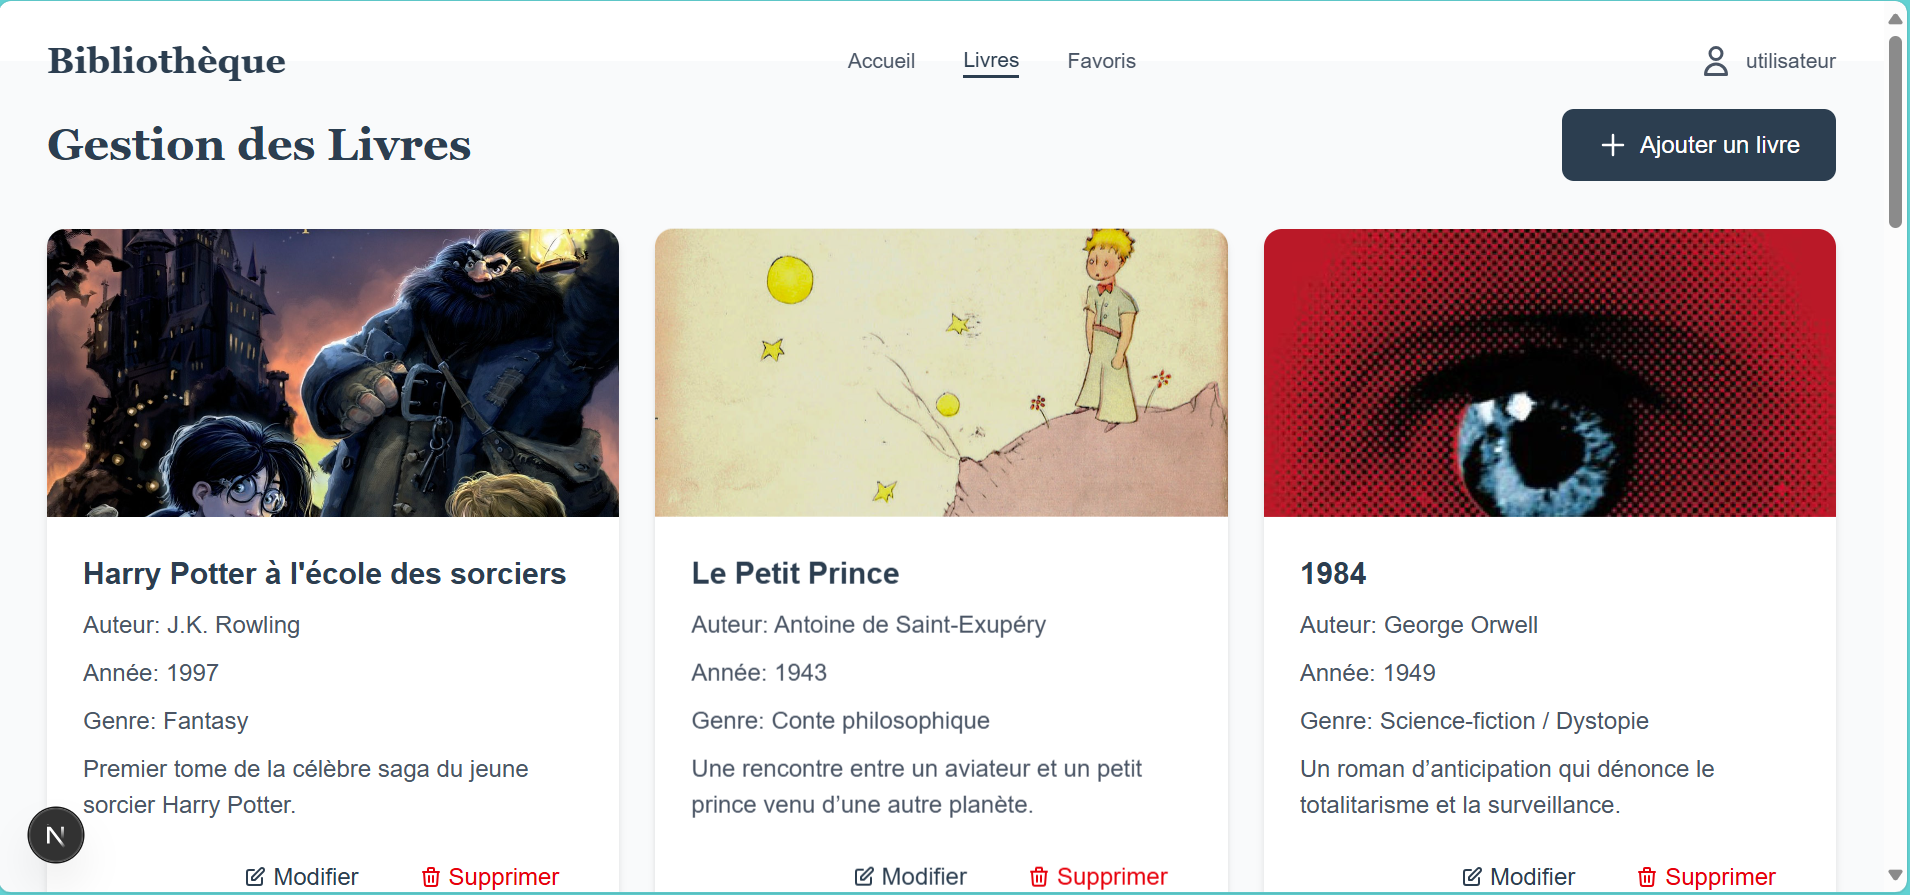 Bibliothèque
Accueil
Livres
Favoris
utilisateur
Gestion des Livres
Ajouter un livre
Harry Potter à l'école des sorciers
Auteur: J.K. Rowling
Année: 1997
Genre: Fantasy
Premier tome de la célèbre saga du jeune
sorcier Harry Potter.
Modifier
Supprimer
Le Petit Prince
Auteur: Antoine de Saint-Exupéry
Année: 1943
Genre: Conte philosophique
Une rencontre entre un aviateur et un petit
prince venu d’une autre planète.
Modifier
Supprimer
1984
Auteur: George Orwell
Année: 1949
Genre: Science-fiction / Dystopie
Un roman d’anticipation qui dénonce le
totalitarisme et la surveillance.
Modifier
Supprimer
N